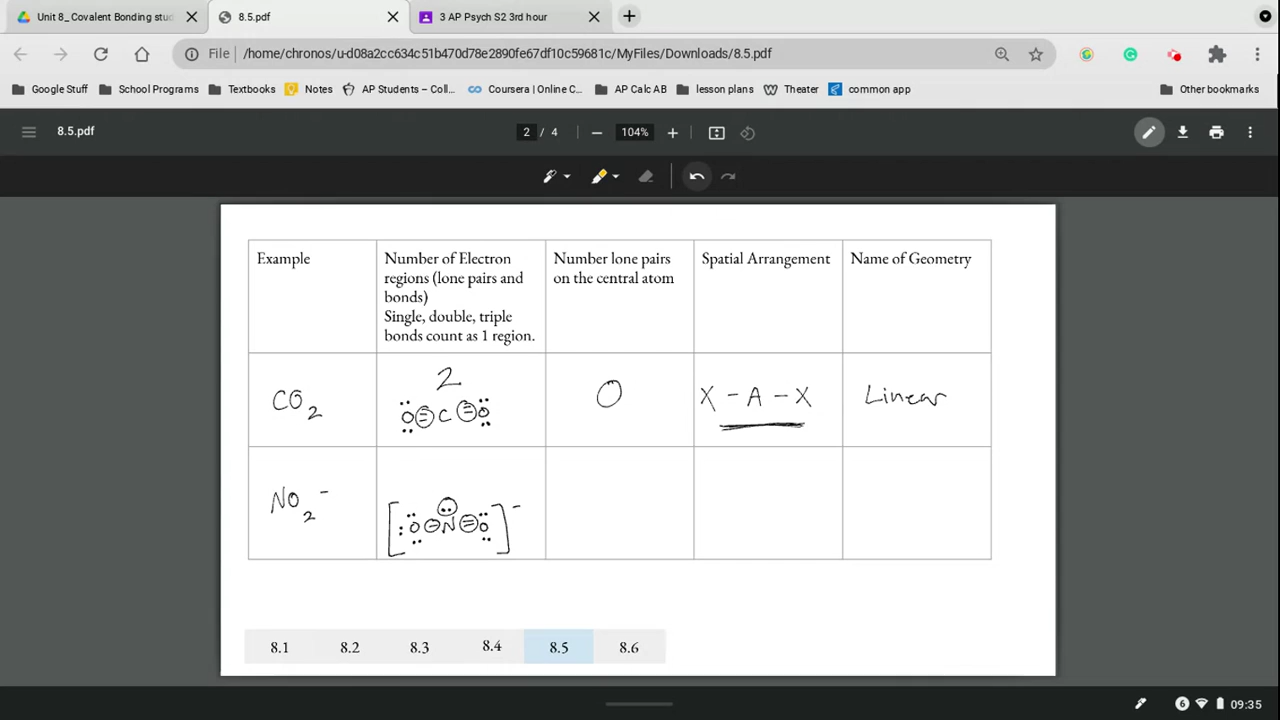 Unit 8_ Covalent Bonding stud
8.5.pdf
3 AP Psych S2 3rd hour
File
/home/chronos/u-d08a2cc634c51b470d78e2890fe67df10c59681c/MyFiles/Downloads/8.5.pdf
Google Stuff
School Programs
Textbooks
Notes
AP Students – Coll...
Coursera | Online C...
AP Calc AB
lesson plans
Theater
common app
Other bookmarks
8.5.pdf
2 / 4
104%
Example
Number of Electron
regions (lone pairs and
bonds)
Single, double, triple
bonds count as 1 region.
Number lone pairs
on the central atom
Spatial Arrangement
Name of Geometry
CO₂
2
:Ö=C=Ö:
0
X - A - X
Linear
NO₂⁻
[:Ö-N̈=Ö:]⁻
8.1
8.2
8.3
8.4
8.5
8.6
6
09:35